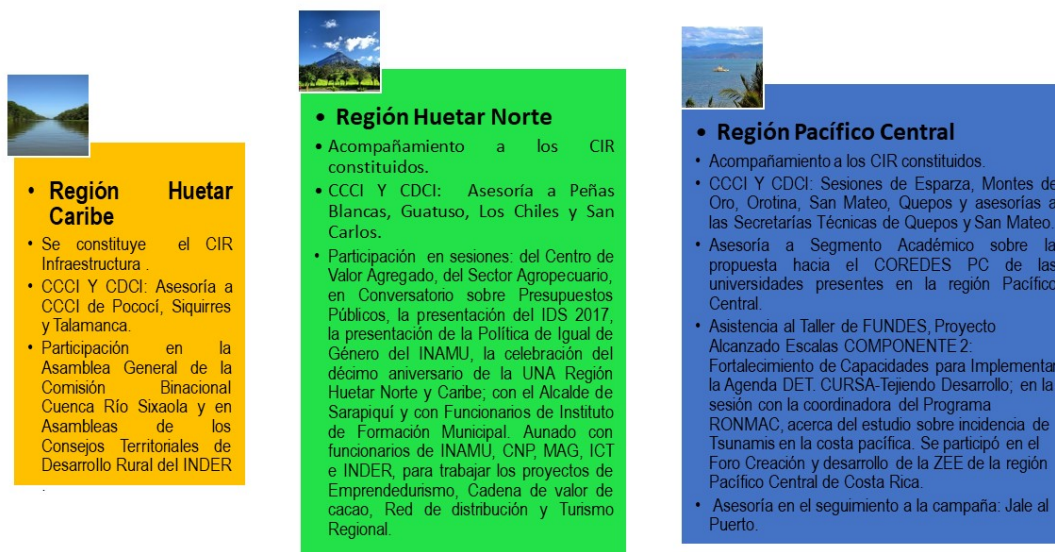 • Región Huetar
Caribe
• Se constituye el CIR
Infraestructura .
• CCCI Y CDCI: Asesoría a
CCCI de Pococí, Siquirres
y Talamanca.
• Participación en la
Asamblea General de la
Comisión Binacional
Cuenca Río Sixaola y en
Asambleas de los
Consejos Territoriales de
Desarrollo Rural del INDER
.
• Región Huetar Norte
• Acompañamiento a los CIR
constituidos.
• CCCI Y CDCI: Asesoría a Peñas
Blancas, Guatuso, Los Chiles y San
Carlos.
• Participación en sesiones: del Centro de
Valor Agregado, del Sector Agropecuario,
en Conversatorio sobre Presupuestos
Públicos, la presentación del IDS 2017,
la presentación de la Política de Igual de
Género del INAMU, la celebración del
décimo aniversario de la UNA Región
Huetar Norte y Caribe; con el Alcalde de
Sarapiquí y con Funcionarios de Instituto
de Formación Municipal. Aunado con
funcionarios de INAMU, CNP, MAG, ICT
e INDER, para trabajar los proyectos de
Emprendedurismo, Cadena de valor de
cacao, Red de distribución y Turismo
Regional.
• Región Pacífico Central
• Acompañamiento a los CIR constituidos.
• CCCI Y CDCI: Sesiones de Esparza, Montes de
Oro, Orotina, San Mateo, Quepos y asesorías a
las Secretarías Técnicas de Quepos y San Mateo.
• Asesoría a Segmento Académico sobre la
propuesta hacia el COREDES PC de las
universidades presentes en la región Pacífico
Central.
• Asistencia al Taller de FUNDES, Proyecto
Alcanzado Escalas COMPONENTE 2:
Fortalecimiento de Capacidades para Implementar
la Agenda DET. CURSA-Tejiendo Desarrollo; en la
sesión con la coordinadora del Programa
RONMAC, acerca del estudio sobre incidencia de
Tsunamis en la costa pacífica. Se participó en el
Foro Creación y desarrollo de la ZEE de la región
Pacífico Central de Costa Rica.
• Asesoría en el seguimiento a la campaña: Jale al
Puerto.